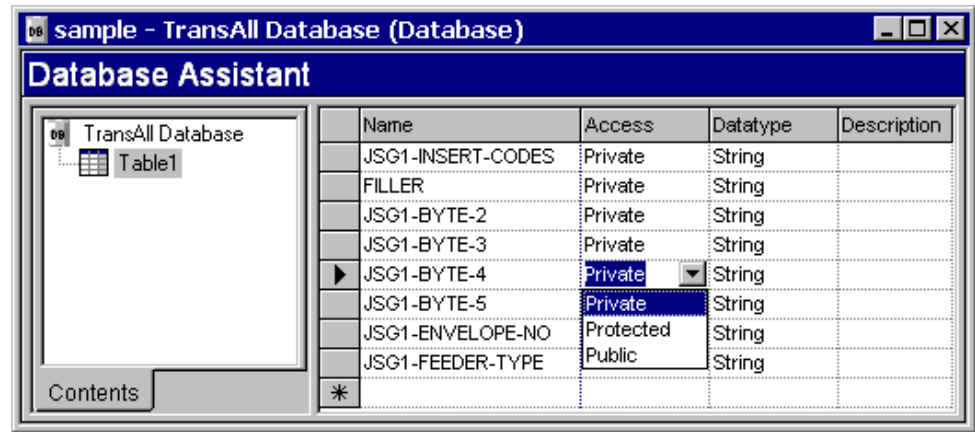 sample - TransAll Database (Database)
Database Assistant
TransAll Database
Table1
Contents
Name Access Datatype Description
JSG1-INSERT-CODES Private String
FILLER Private String
JSG1-BYTE-2 Private String
JSG1-BYTE-3 Private String
JSG1-BYTE-4 Private String
JSG1-BYTE-5 Private String
JSG1-ENVELOPE-NO Protected String
JSG1-FEEDER-TYPE Public String